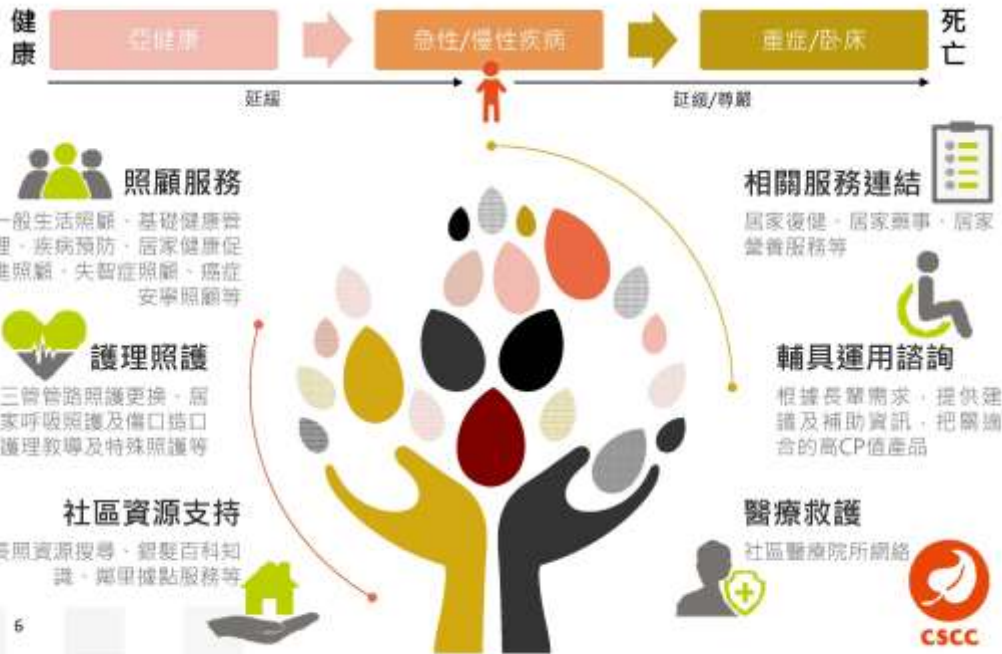 健康
亞健康
急性/慢性疾病
重症/卧床
死亡
延緩
延緩/尊嚴
照顧服務
一般生活照顧、基礎健康管
理、疾病預防、居家健康促
進照顧、失智症照顧、癌症
安寧照顧等
護理照護
三管管路照護更換、居
家呼吸照護及傷口造口
護理教導及特殊照護等
社區資源支持
長照資源搜尋、銀髮百科知
識、鄰里據點服務等
相關服務連結
居家復健、居家藥事、居家
營養服務等
輔具運用諮詢
根據長輩需求，提供建
議及補助資訊，把關適
合的高CP值產品
醫療救護
社區醫療院所網絡
CSCC
6